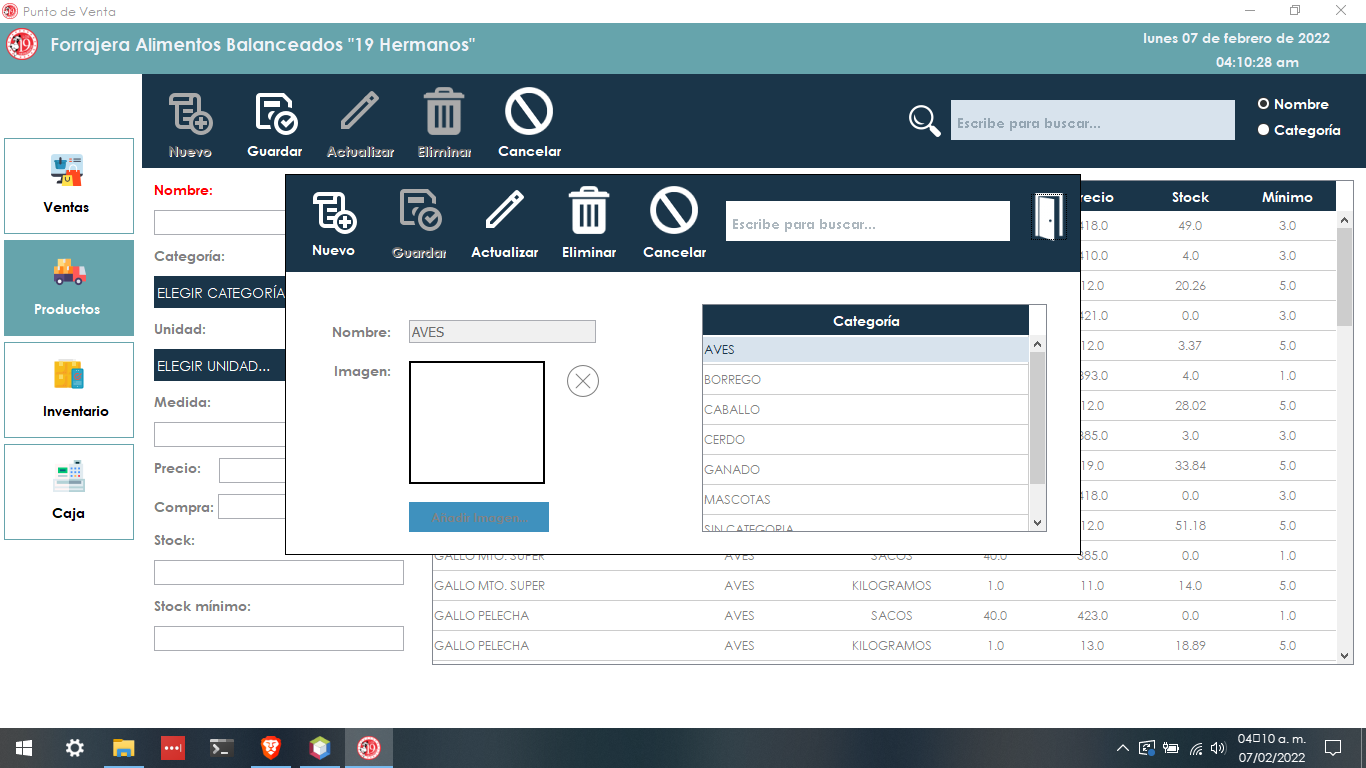 Punto de Venta
Forrajera Alimentos Balanceados "19 Hermanos"
lunes 07 de febrero de 2022
04:10:28 am
Nuevo
Guardar
Actualizar
Eliminar
Cancelar
Escribe para buscar...
Nombre
Categoría
Ventas
Productos
Inventario
Caja
Nombre:
Categoría:
ELEGIR CATEGORÍA
Unidad:
ELEGIR UNIDAD...
Medida:
Precio:
Compra:
Stock:
Stock mínimo:
Nuevo
Guardar
Actualizar
Eliminar
Cancelar
Escribe para buscar...
Nombre:
AVES
Imagen:
Añadir imagen...
Categoría
AVES
BORREGO
CABALLO
CERDO
GANADO
MASCOTAS
SIN CATEGORIA
recio Stock Mínimo
418.0 49.0 3.0
410.0 4.0 3.0
12.0 20.26 5.0
421.0 0.0 3.0
12.0 3.37 5.0
393.0 4.0 1.0
12.0 28.02 5.0
385.0 3.0 3.0
19.0 33.84 5.0
418.0 0.0 3.0
12.0 51.18 5.0
GALLO MTO. SUPER AVES SACOS 40.0 385.0 0.0 1.0
GALLO MTO. SUPER AVES KILOGRAMOS 1.0 11.0 14.0 5.0
GALLO PELECHA AVES SACOS 40.0 423.0 0.0 1.0
GALLO PELECHA AVES KILOGRAMOS 1.0 13.0 18.89 5.0
19
04□10 a. m.
07/02/2022